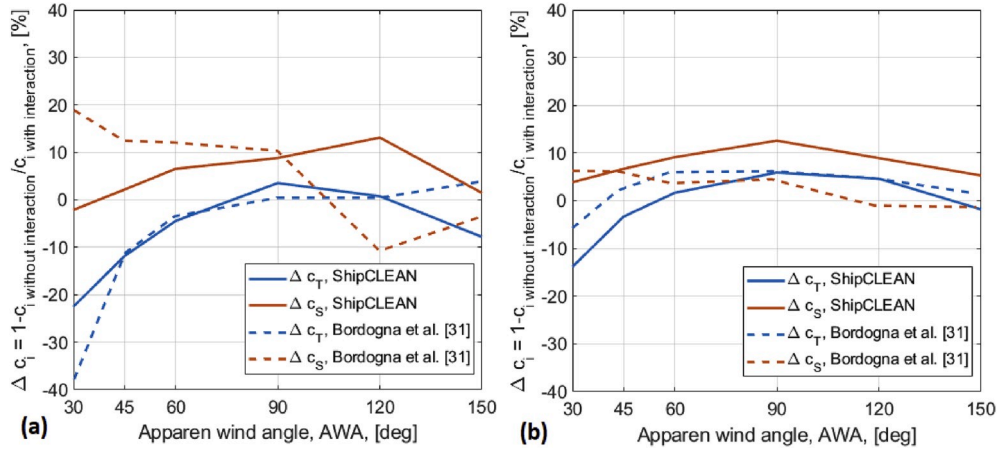 Δ c_i = 1-c_i without interaction/c_i with interaction, [%]
40
30
20
10
0
-10
-20
-30
-40
30 45 60 90 120 150
Δ c_T, ShipCLEAN
Δ c_S, ShipCLEAN
Δ c_T, Bordogna et al. [31]
Δ c_S, Bordogna et al. [31]
(a)
Apparen wind angle, AWA, [deg]
Δ c_i = 1-c_i without interaction/c_i with interaction, [%]
40
30
20
10
0
-10
-20
-30
-40
30 45 60 90 120 150
Δ c_T, ShipCLEAN
Δ c_S, ShipCLEAN
Δ c_T, Bordogna et al. [31]
Δ c_S, Bordogna et al. [31]
(b)
Apparen wind angle, AWA, [deg]